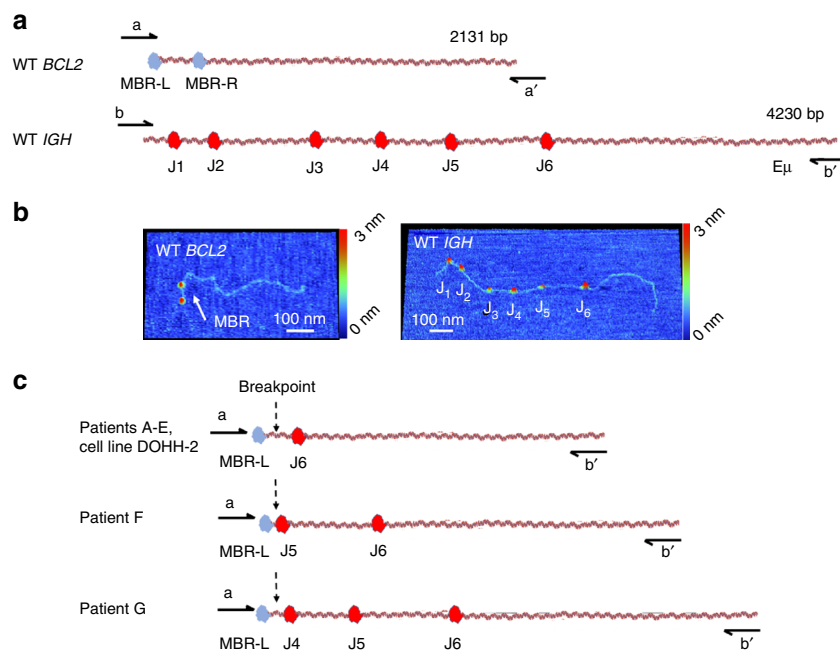 a
a
2131 bp
WT BCL2
MBR-L MBR-R
a′
b
4230 bp
WT IGH
J1 J2 J3 J4 J5 J6 Eμ b′
b
WT BCL2
MBR
100 nm
3 nm
0 nm
WT IGH
J1 J2 J3 J4 J5 J6
100 nm
3 nm
0 nm
c
Breakpoint
Patients A-E,
cell line DOHH-2
a
MBR-L J6
b′
Patient F
a
MBR-L J5 J6
b′
Patient G
a
MBR-L J4 J5 J6
b′